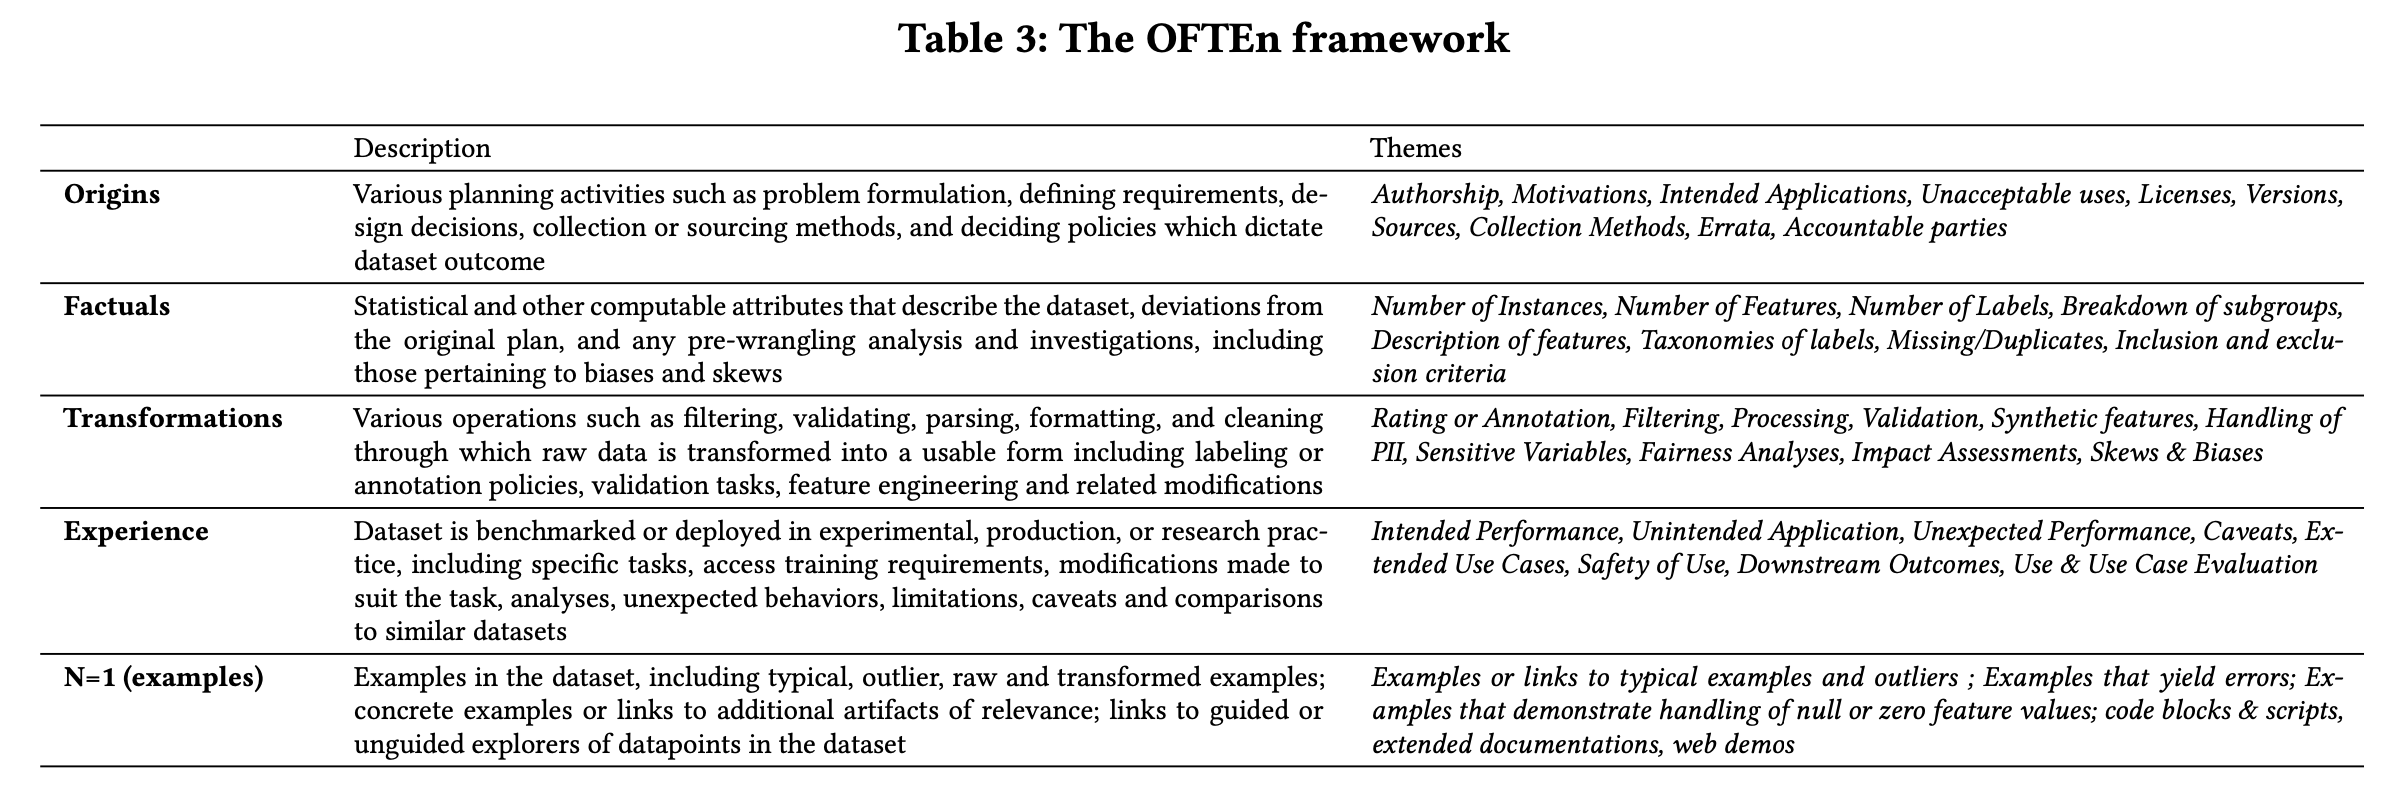 Table 3: The OFTEn framework
Description Themes
Origins Various planning activities such as problem formulation, defining requirements, de- Authorship, Motivations, Intended Applications, Unacceptable uses, Licenses, Versions,
sign decisions, collection or sourcing methods, and deciding policies which dictate Sources, Collection Methods, Errata, Accountable parties
dataset outcome
Factuals Statistical and other computable attributes that describe the dataset, deviations from Number of Instances, Number of Features, Number of Labels, Breakdown of subgroups,
the original plan, and any pre-wrangling analysis and investigations, including Description of features, Taxonomies of labels, Missing/Duplicates, Inclusion and exclu-
those pertaining to biases and skews sion criteria
Transformations Various operations such as filtering, validating, parsing, formatting, and cleaning Rating or Annotation, Filtering, Processing, Validation, Synthetic features, Handling of
through which raw data is transformed into a usable form including labeling or PII, Sensitive Variables, Fairness Analyses, Impact Assessments, Skews & Biases
annotation policies, validation tasks, feature engineering and related modifications
Experience Dataset is benchmarked or deployed in experimental, production, or research prac- Intended Performance, Unintended Application, Unexpected Performance, Caveats, Ex-
tice, including specific tasks, access training requirements, modifications made to tended Use Cases, Safety of Use, Downstream Outcomes, Use & Use Case Evaluation
suit the task, analyses, unexpected behaviors, limitations, caveats and comparisons
to similar datasets
N=1 (examples) Examples in the dataset, including typical, outlier, raw and transformed examples; Examples or links to typical examples and outliers ; Examples that yield errors; Ex-
concrete examples or links to additional artifacts of relevance; links to guided or amples that demonstrate handling of null or zero feature values; code blocks & scripts,
unguided explorers of datapoints in the dataset extended documentations, web demos